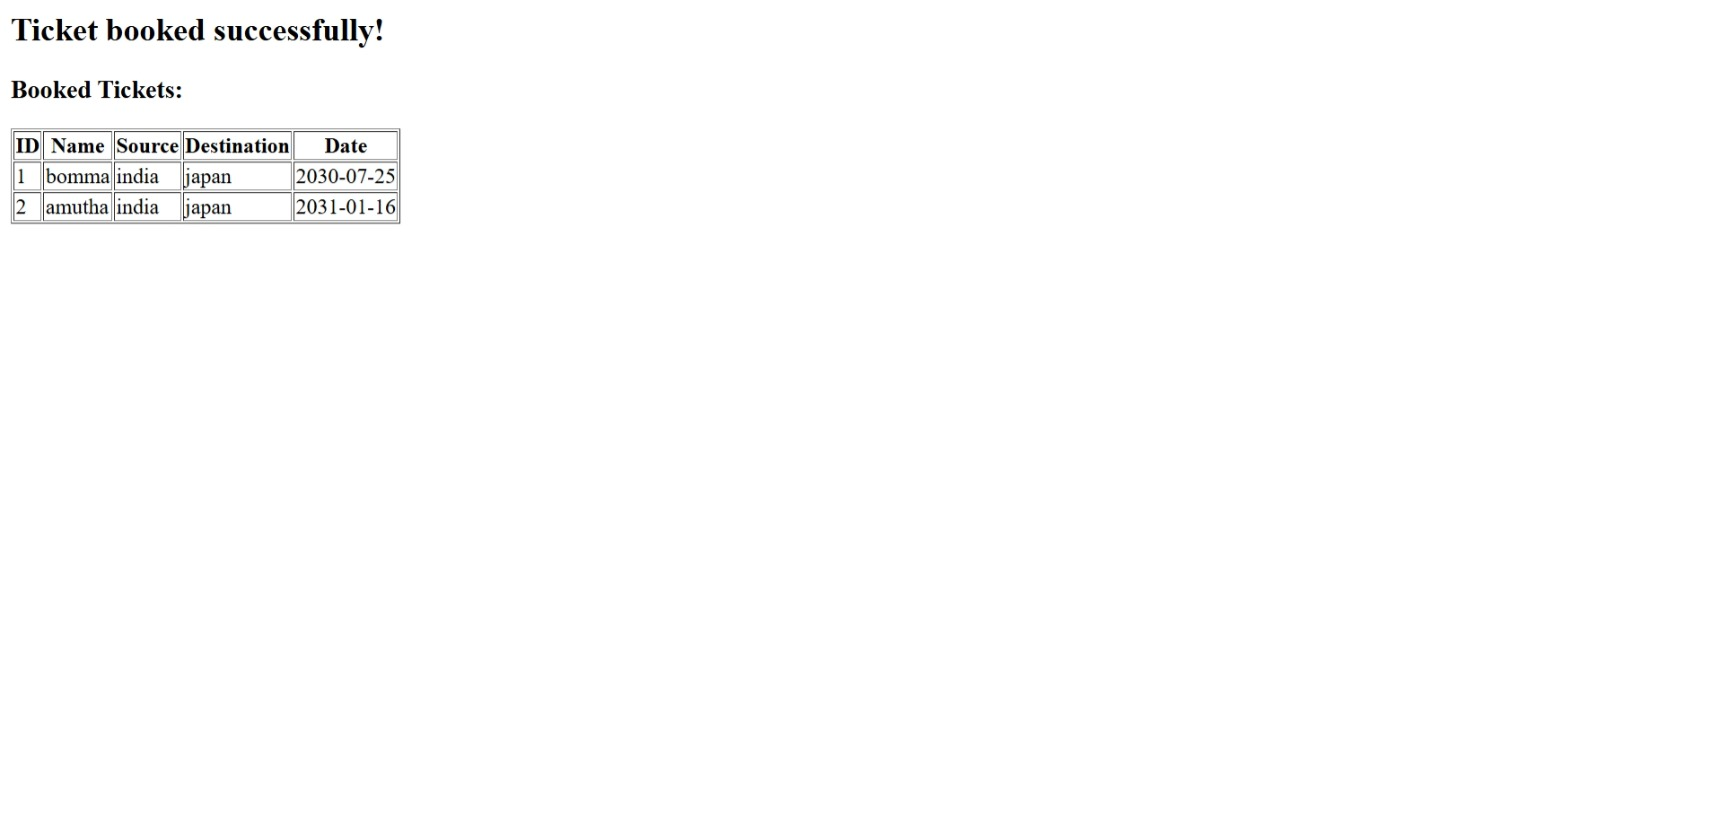 Ticket booked successfully!
Booked Tickets:
ID Name Source Destination Date
1 bomma india japan 2030-07-25
2 amutha india japan 2031-01-16